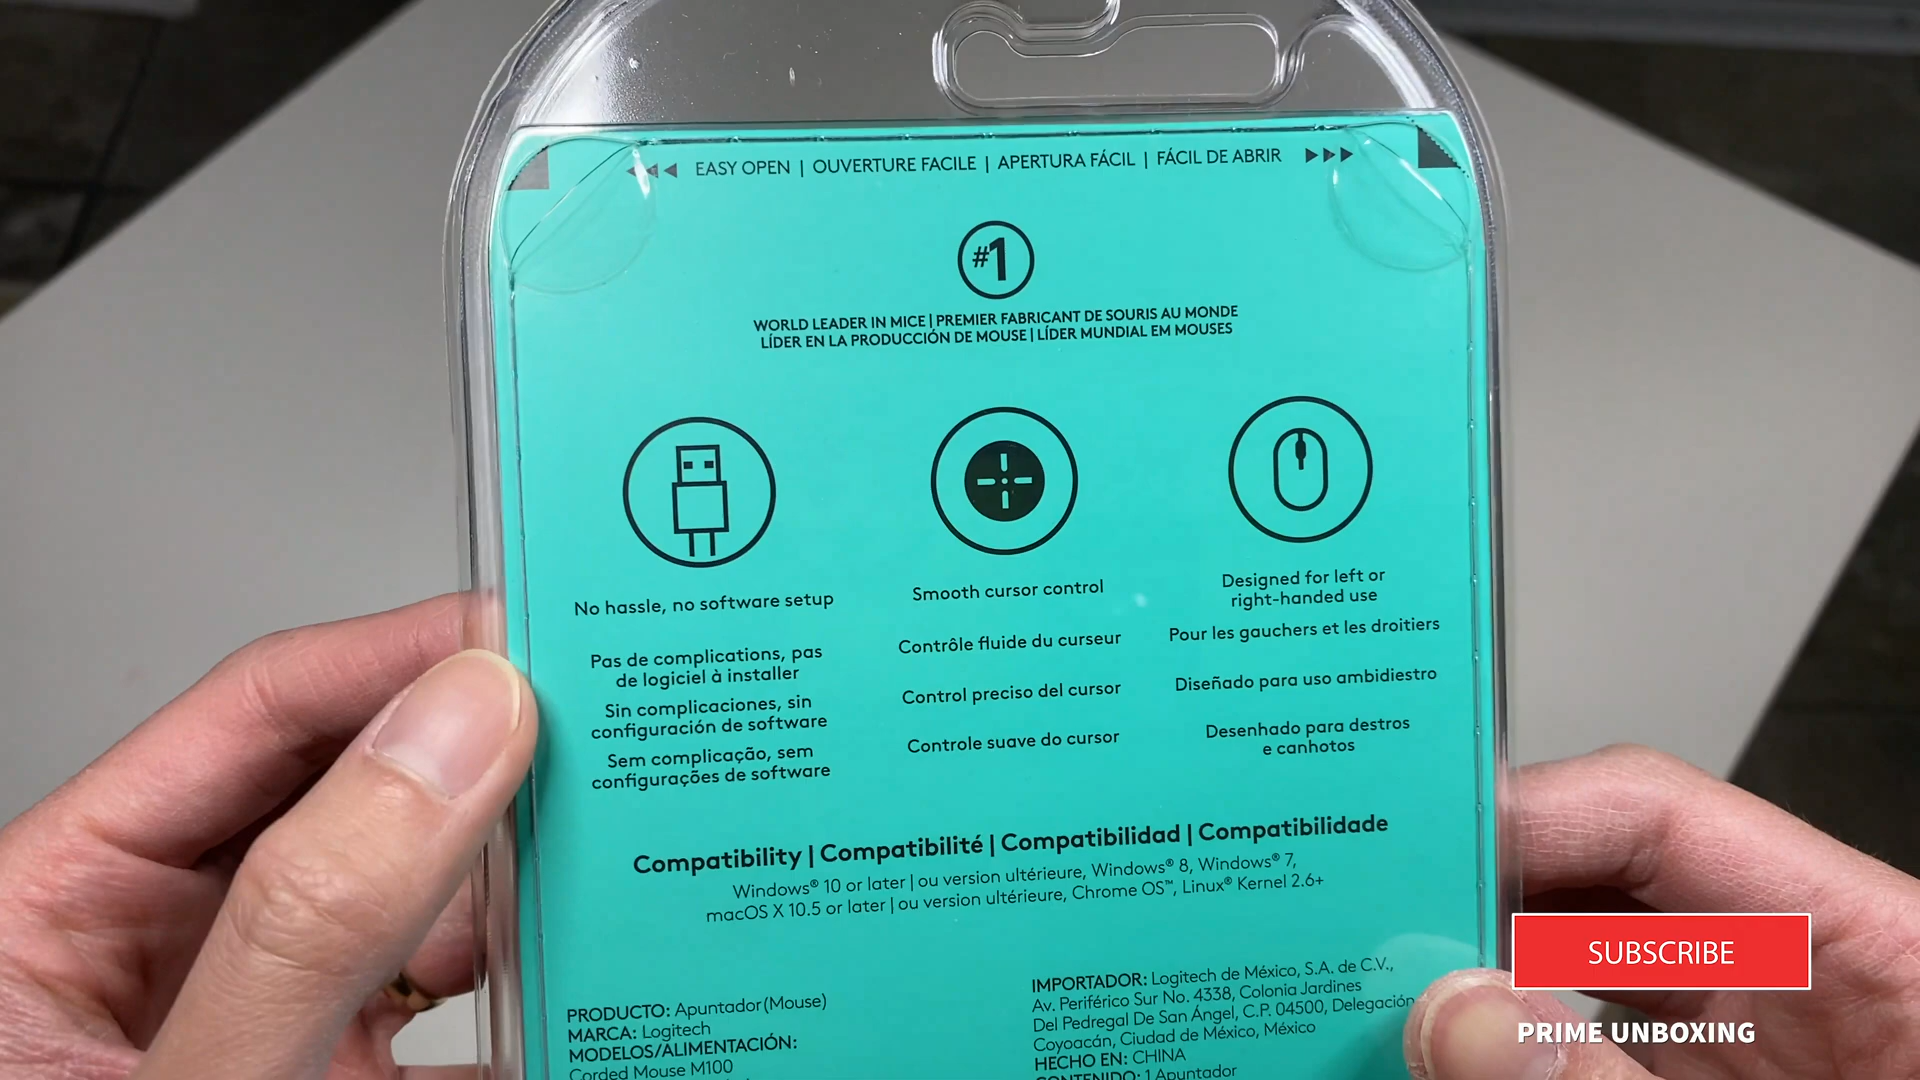 EASY OPEN | OUVERTURE FACILE | APERTURA FÁCIL | FÁCIL DE ABRIR
#1
WORLD LEADER IN MICE | PREMIER FABRICANT DE SOURIS AU MONDE
LÍDER EN LA PRODUCCIÓN DE MOUSE | LÍDER MUNDIAL EM MOUSES
No hassle, no software setup
Pas de complications, pas
de logiciel à installer
Sin complicaciones, sin
configuración de software
Sem complicação, sem
configurações de software
Smooth cursor control
Contrôle fluide du curseur
Control preciso del cursor
Controle suave do cursor
Designed for left or
right-handed use
Pour les gauchers et les droitiers
Diseñado para uso ambidiestro
Desenhado para destros
e canhotos
Compatibility | Compatibilité | Compatibilidad | Compatibilidade
Windows® 10 or later | ou version ultérieure, Windows® 8, Windows® 7,
macOS X 10.5 or later | ou version ultérieure, Chrome OS™, Linux® Kernel 2.6+
PRODUCTO: Apuntador (Mouse)
MARCA: Logitech
MODELOS/ALIMENTACIÓN:
Corded Mouse M100
IMPORTADOR: Logitech de México, S.A. de C.V.,
Av. Periférico Sur No. 4338, Colonia Jardines
Del Pedregal De San Ángel, C.P. 04500, Delegación
Coyoacán, Ciudad de México, México
HECHO EN: CHINA
CONTENIDO: 1 Apuntador
SUBSCRIBE
PRIME UNBOXING